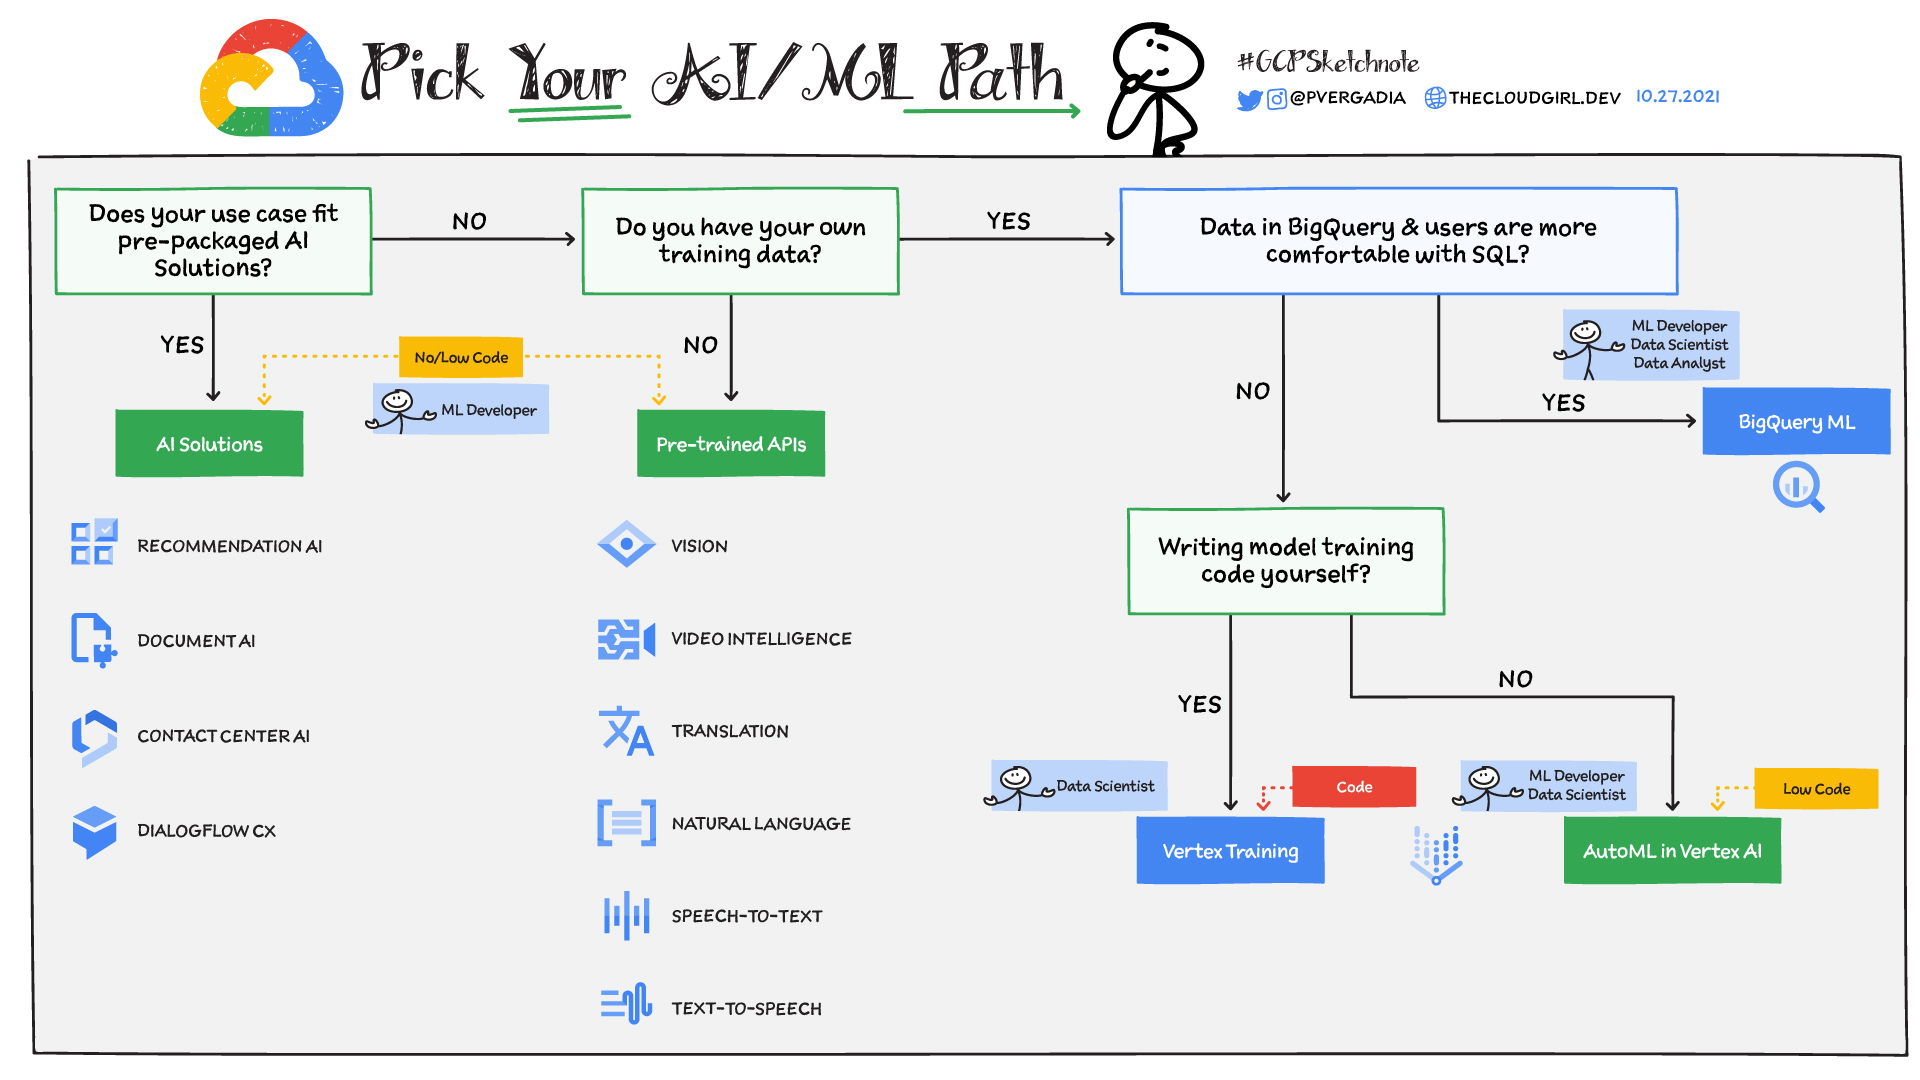 Pick Your AI/ML Path
#GCPSketchnote
@PVERGADIA THECLOUDGIRL.DEV 10.27.2021
Does your use case fit
pre-packaged AI
Solutions?
NO
Do you have your own
training data?
YES
Data in BigQuery & users are more
comfortable with SQL?
YES
No/Low Code
ML Developer
NO
AI Solutions
Pre-trained APIs
RECOMMENDATION AI
DOCUMENT AI
CONTACT CENTER AI
DIALOGFLOW CX
VISION
VIDEO INTELLIGENCE
TRANSLATION
NATURAL LANGUAGE
SPEECH-TO-TEXT
TEXT-TO-SPEECH
ML Developer
Data Scientist
Data Analyst
NO
YES
BigQuery ML
Writing model training
code yourself?
YES
NO
Data Scientist
Code
ML Developer
Data Scientist
Low Code
Vertex Training
AutoML in Vertex AI